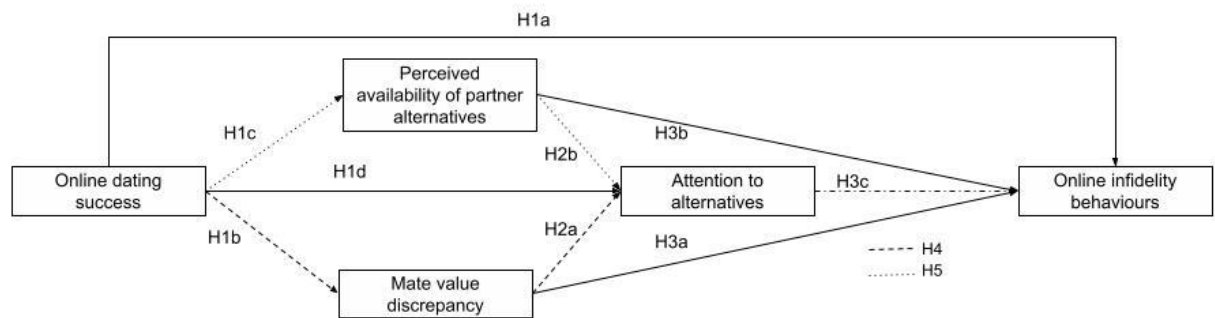 H1a
Perceived
availability of partner
alternatives
H1c
H3b
H2b
Online dating
success
H1d
Attention to
alternatives
H3c
Online infidelity
behaviours
H1b
H2a
H3a
H4
H5
Mate value
discrepancy